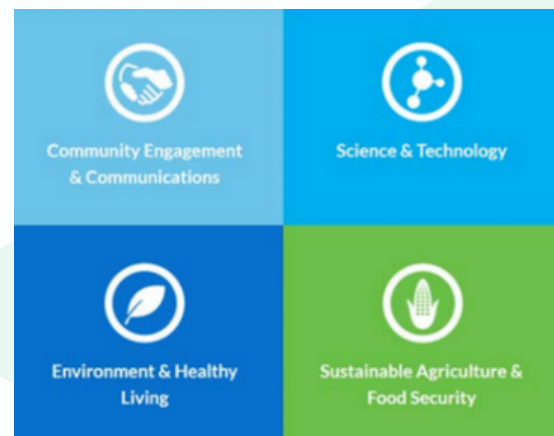 Community Engagement
& Communications
Science & Technology
Environment & Healthy
Living
Sustainable Agriculture &
Food Security